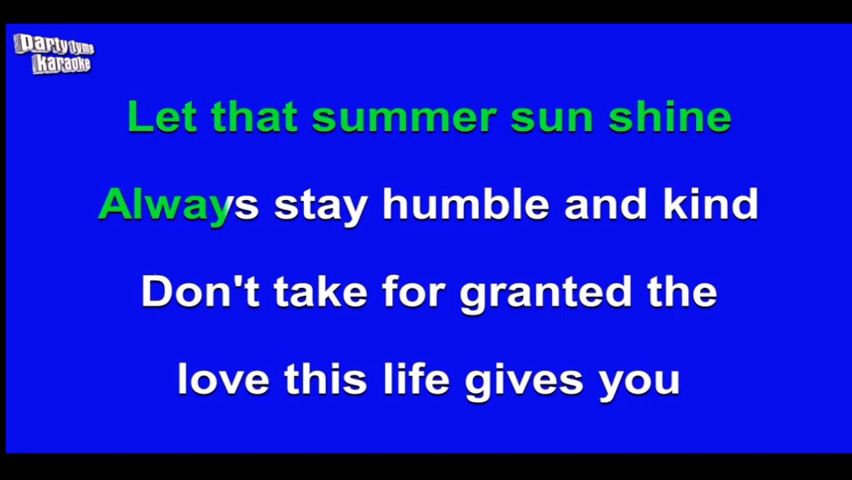 Party Tyme
Karaoke
Let that summer sun shine
Always stay humble and kind
Don't take for granted the
love this life gives you